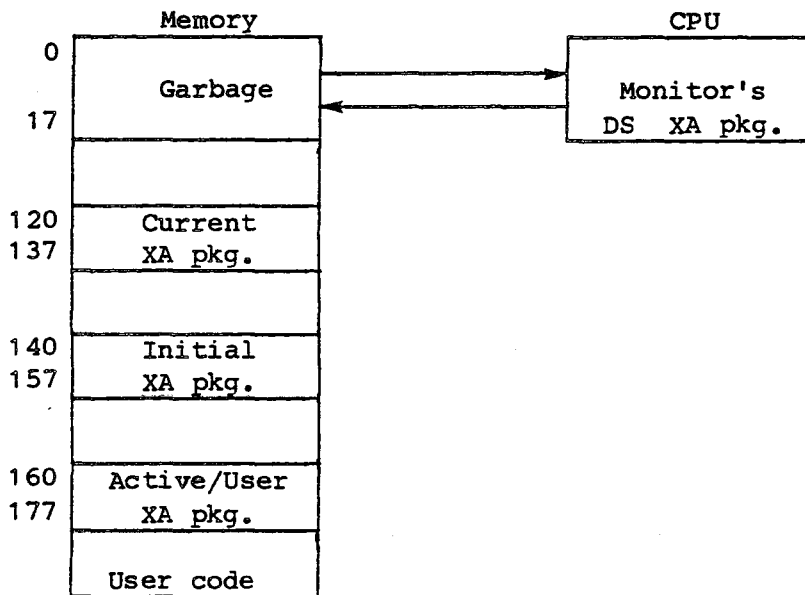 Memory
CPU
0
Garbage
17
Monitor's
DS XA pkg.
120
Current
137
XA pkg.
140
Initial
157
XA pkg.
160
Active/User
177
XA pkg.
User code